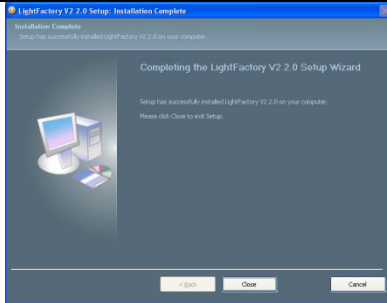 LightFactory V2 2.0 Setup: Installation Complete
Installation Complete
Setup has successfully installed LightFactory V2 2.0 on your computer.
Completing the LightFactory V2 2.0 Setup Wizard
Setup has successfully installed LightFactory V2 2.0 on your computer.
Please click Close to exit Setup.
< Back
Close
Cancel